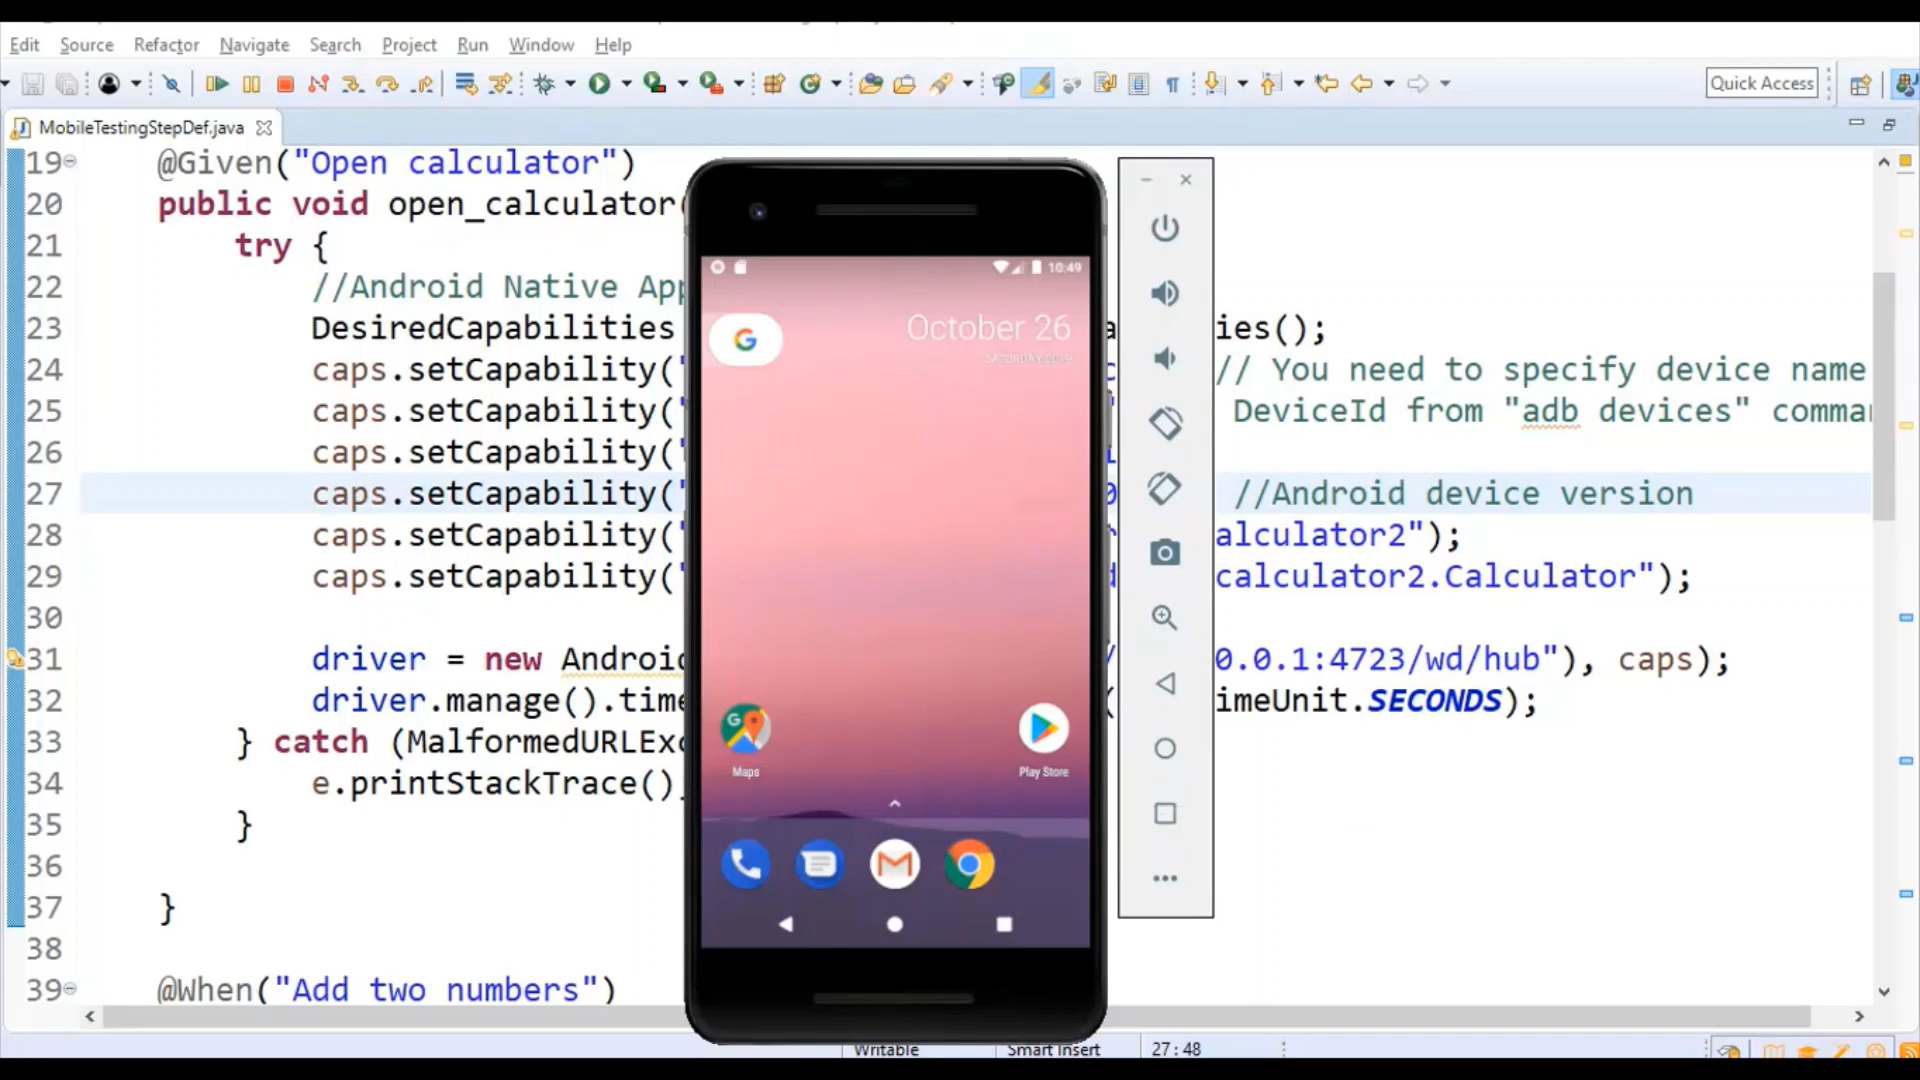 Edit Source Refactor Navigate Search Project Run Window Help
Quick Access
MobileTestingStepDef.java
19 @Given("Open calculator")
20 public void open_calculator(
21 try {
22 //Android Native App
23 DesiredCapabilities ies();
24 caps.setCapability(" // You need to specify device name
25 caps.setCapability(" DeviceId from "adb devices" comma
26 caps.setCapability("
27 caps.setCapability(" //Android device version
28 caps.setCapability(" alculator2");
29 caps.setCapability(" calculator2.Calculator");
30
31 driver = new Android 0.0.1:4723/wd/hub"), caps);
32 driver.manage().time imeUnit.SECONDS);
33 } catch (MalformedURLExc
34 e.printStackTrace()
35 }
36
37 }
38
39 @When("Add two numbers")
10:49
G
October 26
SATURDAY, 2019
Maps
Play Store
Writable Smart Insert 27 : 48